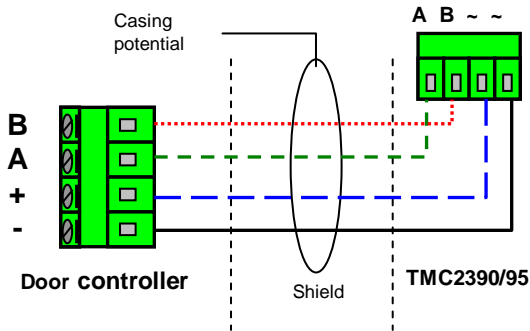 Casing
potential
A B ~ ~
B
A
+
-
Door controller
Shield
TMC2390/95